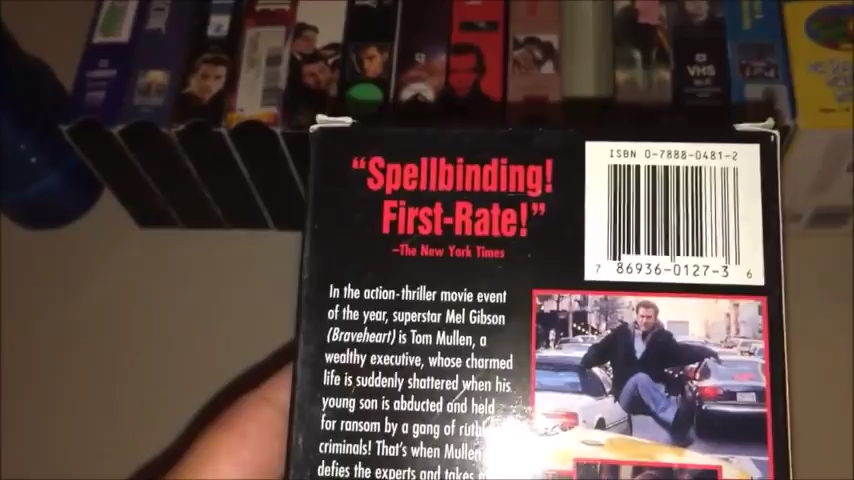 VHS
"Spellbinding!
First-Rate!"
–The New York Times
ISBN 0-7888-0481-2
7 86936-0127-3 6
In the action-thriller movie event
of the year, superstar Mel Gibson
(Braveheart) is Tom Mullen, a
wealthy executive, whose charmed
life is suddenly shattered when his
young son is abducted and held
for ransom by a gang of
criminals! That's when Mullen
defies the experts and takes